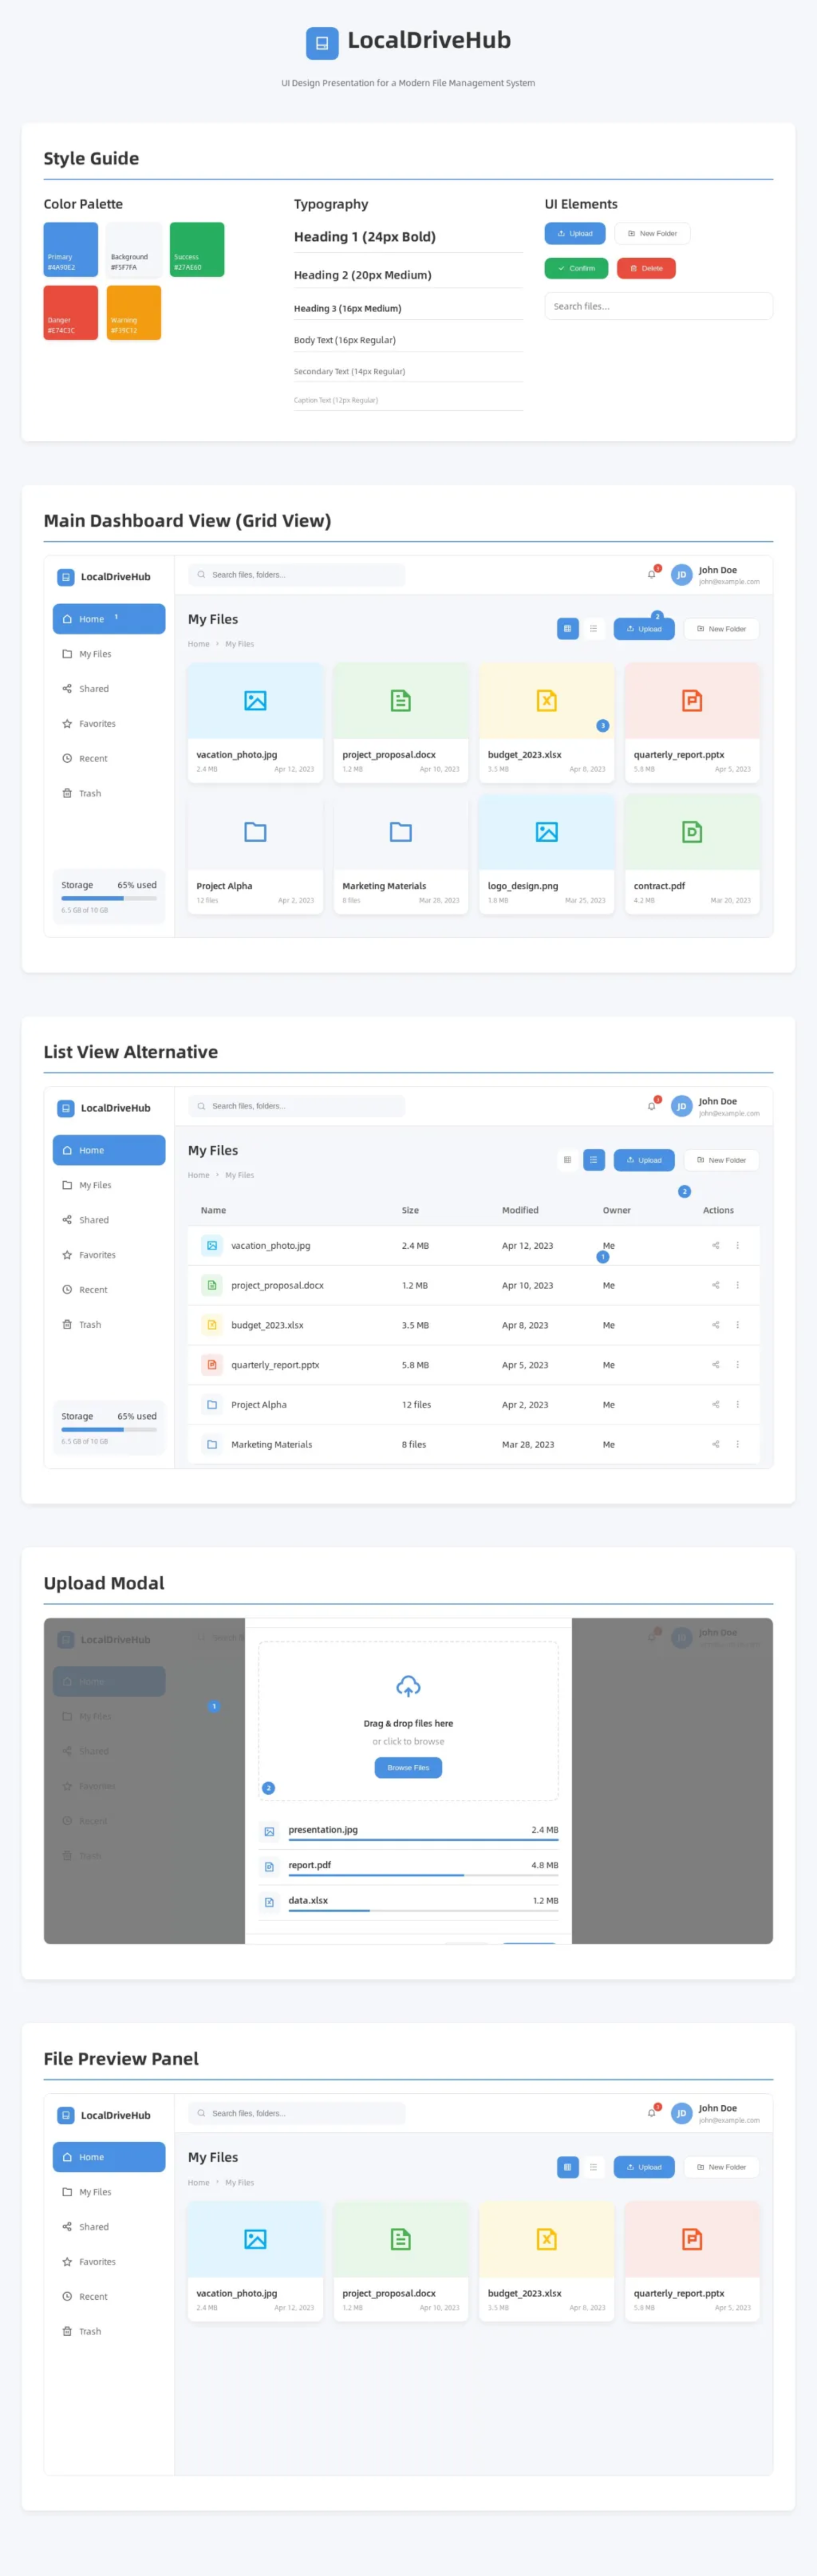 LocalDriveHub
UI Design Presentation for a Modern File Management System
Style Guide
Color Palette
Primary
#4A90E2
Background
#F5F7FA
Success
#27AE60
Danger
#E74C3C
Warning
#F39C12
Typography
Heading 1 (24px Bold)
Heading 2 (20px Medium)
Heading 3 (16px Medium)
Body Text (16px Regular)
Secondary Text (14px Regular)
Caption Text (12px Regular)
UI Elements
Upload
New Folder
Confirm
Delete
Search files...
Main Dashboard View (Grid View)
LocalDriveHub
Home 1
My Files
Shared
Favorites
Recent
Trash
Storage 65% used
6.5 GB of 10 GB
Search files, folders...
JD
John Doe
john@example.com
My Files
Home > My Files
2
Upload
New Folder
vacation_photo.jpg
2.4 MB Apr 12, 2023
project_proposal.docx
1.2 MB Apr 10, 2023
3
budget_2023.xlsx
3.5 MB Apr 8, 2023
quarterly_report.pptx
5.8 MB Apr 5, 2023
Project Alpha
12 files Apr 2, 2023
Marketing Materials
8 files Mar 28, 2023
logo_design.png
1.8 MB Mar 25, 2023
contract.pdf
4.2 MB Mar 20, 2023
List View Alternative
LocalDriveHub
Home
My Files
Shared
Favorites
Recent
Trash
Storage 65% used
6.5 GB of 10 GB
Search files, folders...
JD
John Doe
john@example.com
My Files
Home > My Files
Upload
New Folder
2
Name Size Modified Owner Actions
vacation_photo.jpg 2.4 MB Apr 12, 2023 Me
1
project_proposal.docx 1.2 MB Apr 10, 2023 Me
budget_2023.xlsx 3.5 MB Apr 8, 2023 Me
quarterly_report.pptx 5.8 MB Apr 5, 2023 Me
Project Alpha 12 files Apr 2, 2023 Me
Marketing Materials 8 files Mar 28, 2023 Me
Upload Modal
LocalDriveHub
Home
My Files
Shared
Favorites
Recent
Trash
JD
John Doe
1
Drag & drop files here
or click to browse
Browse Files
2
presentation.jpg 2.4 MB
report.pdf 4.8 MB
data.xlsx 1.2 MB
File Preview Panel
LocalDriveHub
Home
My Files
Shared
Favorites
Recent
Trash
Search files, folders...
JD
John Doe
john@example.com
My Files
Home > My Files
Upload
New Folder
vacation_photo.jpg
2.4 MB Apr 12, 2023
project_proposal.docx
1.2 MB Apr 10, 2023
budget_2023.xlsx
3.5 MB Apr 8, 2023
quarterly_report.pptx
5.8 MB Apr 5, 2023